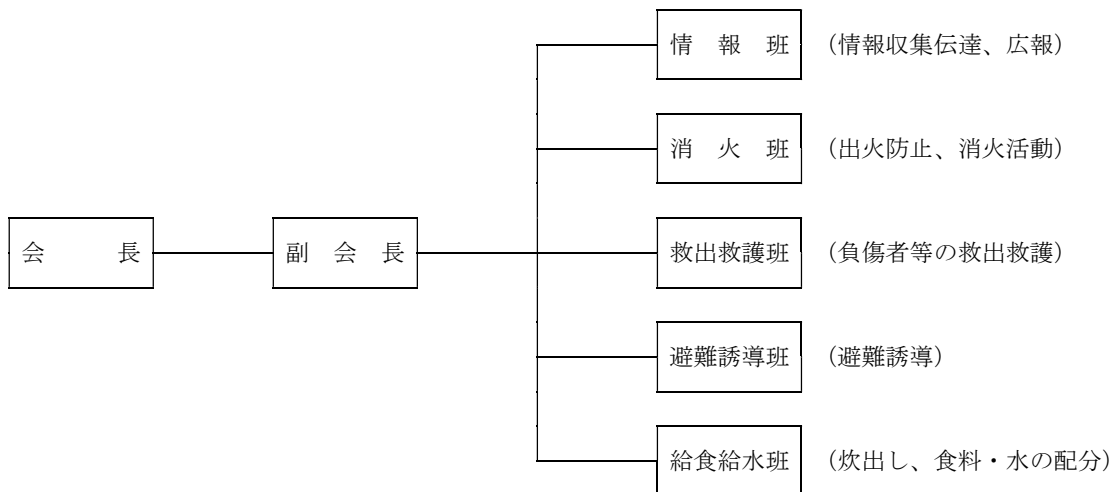 情　報　班　（情報収集伝達、広報）
消　火　班　（出火防止、消火活動）
会　　　長　副　会　長　救出救護班　（負傷者等の救出救護）
避難誘導班　（避難誘導）
給食給水班　（炊出し、食料・水の配分）